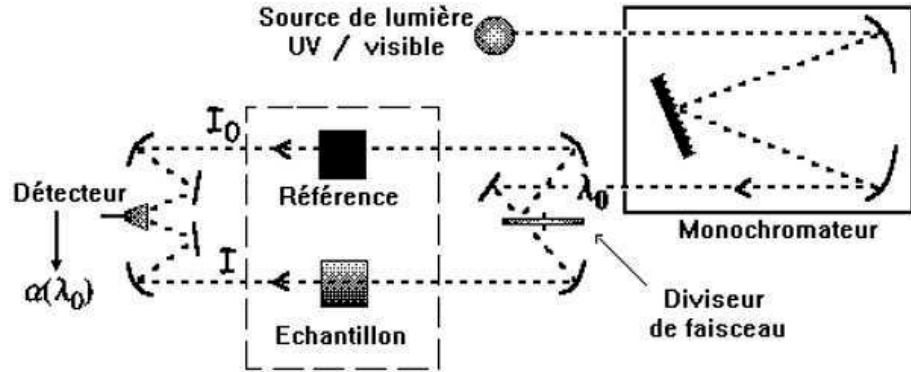 Source de lumière
UV / visible
I₀
Référence
λ₀
Monochromateur
Détecteur
α(λ₀)
I
Echantillon
Diviseur
de faisceau